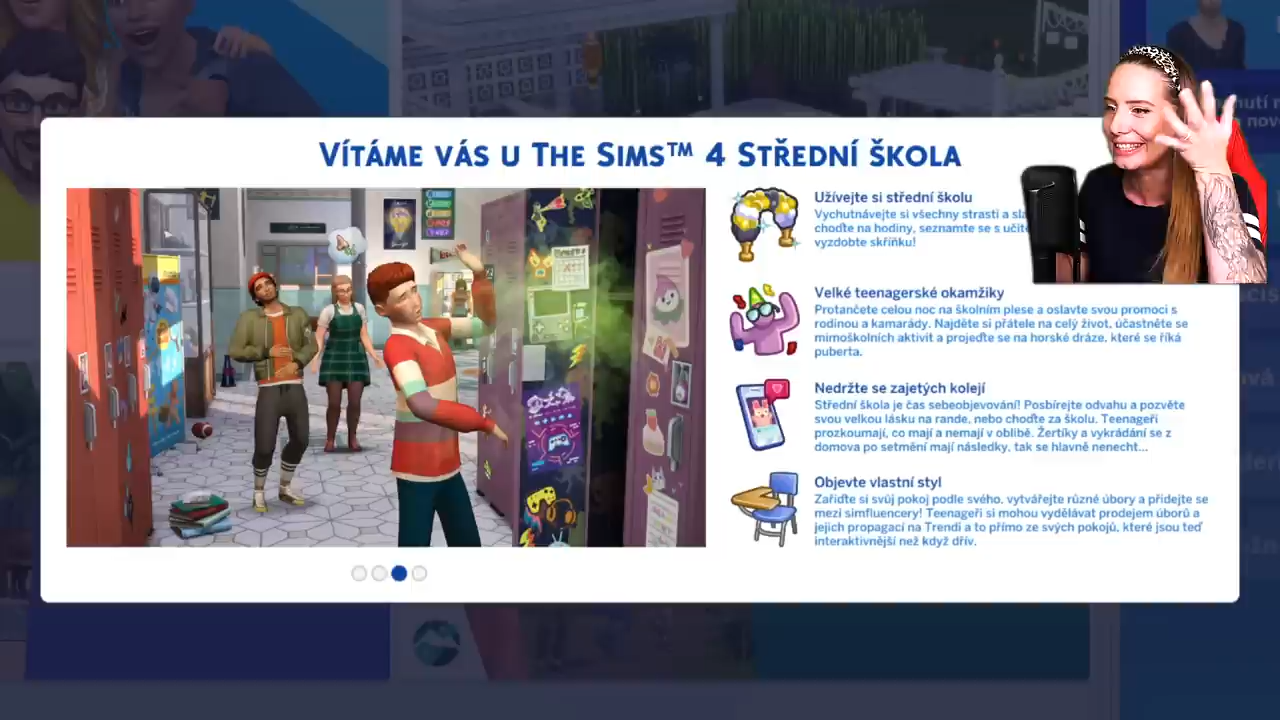 VÍTÁME VÁS U THE SIMS™ 4 STŘEDNÍ ŠKOLA
Užívejte si střední školu
Vychutnávejte si všechny strasti a
choďte na hodiny, seznamte se s
vyzdobte skříňku!
Velké teenagerské okamžiky
Protančete celou noc na školním plese a oslavte svou promoci s
rodinou a kamarády. Najděte si přátele na celý život, účastněte se
mimoškolních aktivit a projeďte se na horské dráze, které se říká
puberta.
Nedržte se zajetých kolejí
Střední škola je čas sebeobjevování! Posbírejte odvahu a pozvěte
svou velkou lásku na rande, nebo choďte za školu. Teenageři
prozkoumají, co mají a nemají v oblibě. Žertíky a vykrádání se z
domova po setmění mají následky, tak se hlavně nenecht...
Objevte vlastní styl
Zařiďte si svůj pokoj podle svého, vytvářejte různé úbory a přidejte se
mezi simfluencery! Teenageři si mohou vydělávat prodejem úborů a
jejich propagací na Trendi a to přímo ze svých pokojů, které jsou teď
interaktivnější než když dřív.